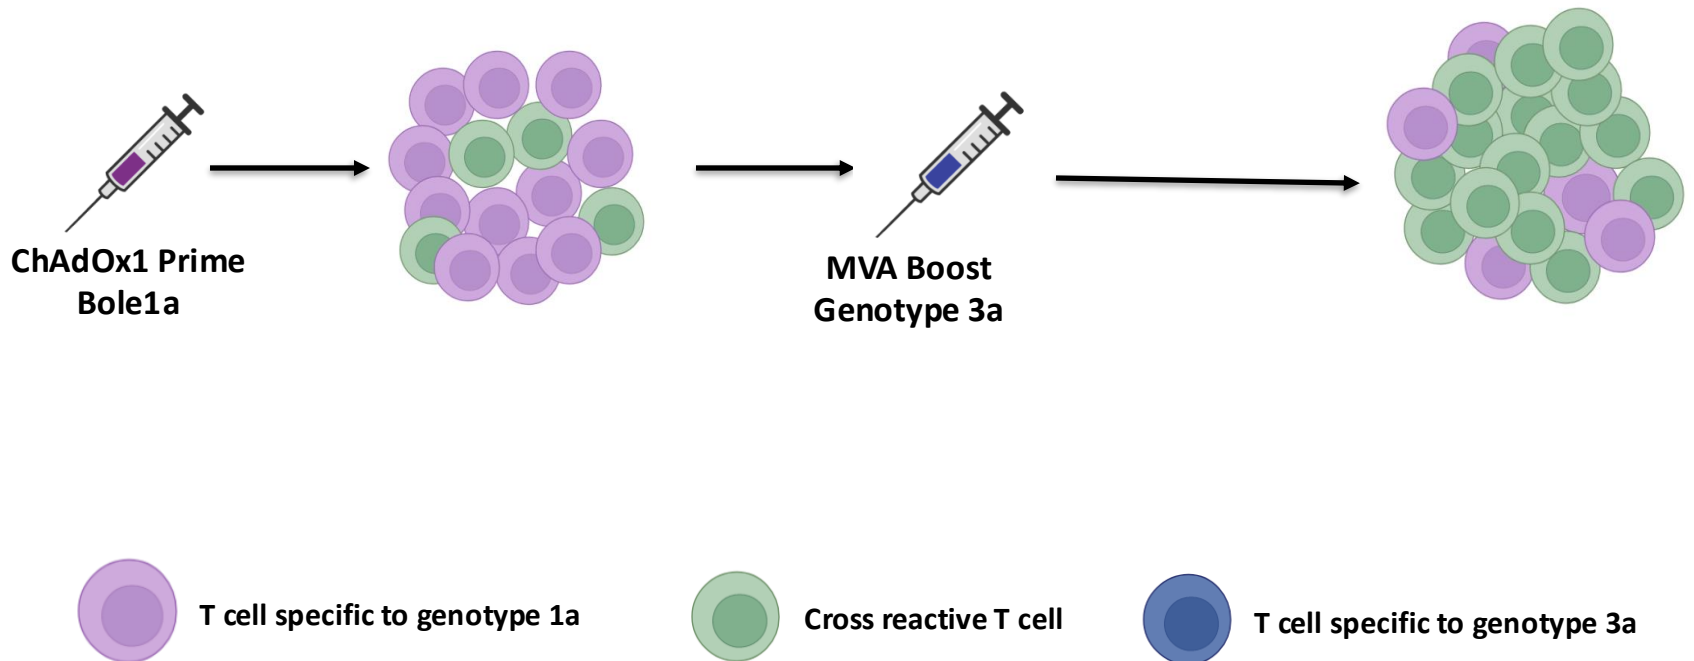 ChAdOx1 Prime
Bole1a
MVA Boost
Genotype 3a
T cell specific to genotype 1a
Cross reactive T cell
T cell specific to genotype 3a